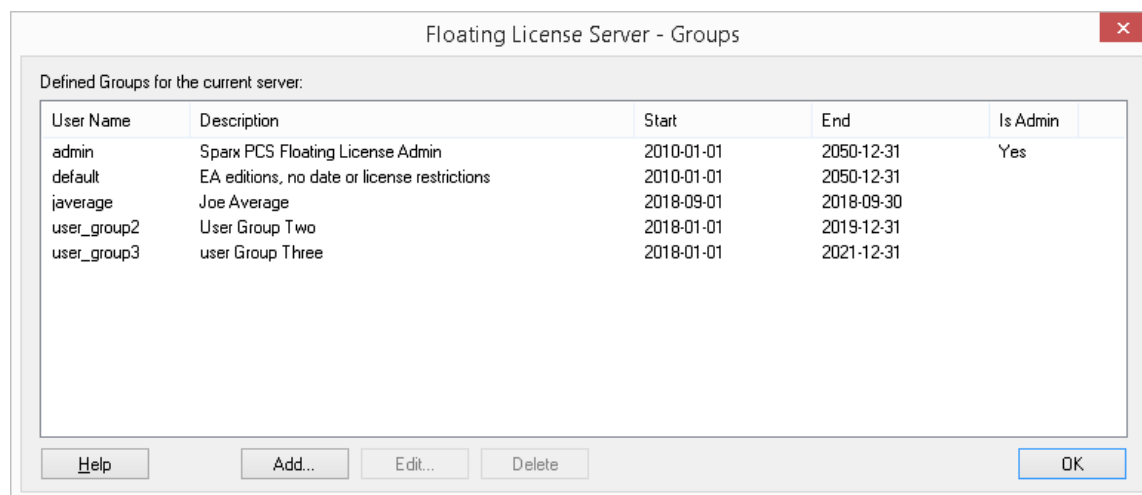 Floating License Server - Groups
Defined Groups for the current server:
User Name Description Start End Is Admin
admin Sparx PCS Floating License Admin 2010-01-01 2050-12-31 Yes
default EA editions, no date or license restrictions 2010-01-01 2050-12-31
javerage Joe Average 2018-09-01 2018-09-30
user_group2 User Group Two 2018-01-01 2019-12-31
user_group3 user Group Three 2018-01-01 2021-12-31
Help Add... Edit... Delete OK